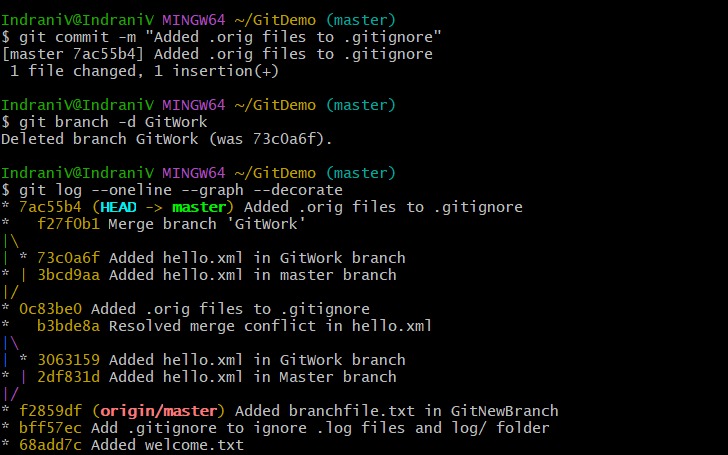 IndraniV@IndraniV MINGW64 ~/GitDemo (master)
$ git commit -m "Added .orig files to .gitignore"
[master 7ac55b4] Added .orig files to .gitignore
 1 file changed, 1 insertion(+)

IndraniV@IndraniV MINGW64 ~/GitDemo (master)
$ git branch -d GitWork
Deleted branch GitWork (was 73c0a6f).

IndraniV@IndraniV MINGW64 ~/GitDemo (master)
$ git log --oneline --graph --decorate
* 7ac55b4 (HEAD -> master) Added .orig files to .gitignore
*   f27f0b1 Merge branch 'GitWork'
|\
| * 73c0a6f Added hello.xml in GitWork branch
* | 3bcd9aa Added hello.xml in master branch
|/
* 0c83be0 Added .orig files to .gitignore
*   b3bde8a Resolved merge conflict in hello.xml
|\
| * 3063159 Added hello.xml in GitWork branch
* | 2df831d Added hello.xml in Master branch
|/
* f2859df (origin/master) Added branchfile.txt in GitNewBranch
* bff57ec Add .gitignore to ignore .log files and log/ folder
* 68add7c Added welcome.txt